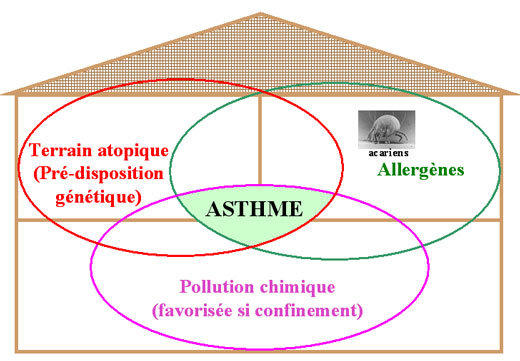 Terrain atopique
(Pré-disposition
génétique)
acariens
Allergènes
ASTHME
Pollution chimique
(favorisée si confinement)